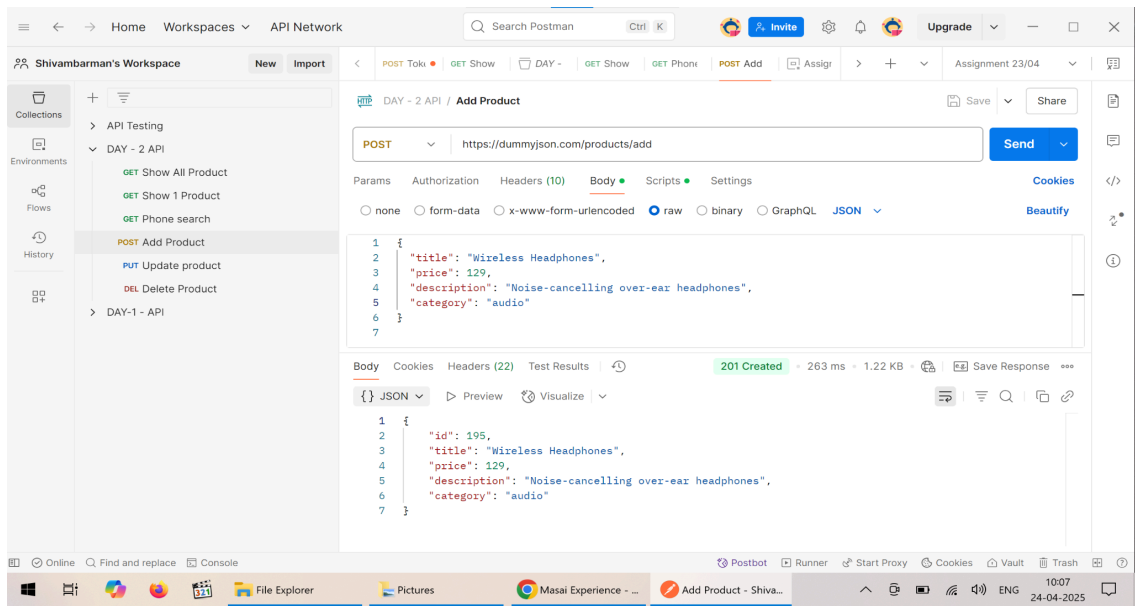 Home Workspaces API Network Search Postman Ctrl K Invite Upgrade
Shivambarman's Workspace New Import POST Toke GET Show DAY - GET Show GET Phone POST Add Assign Assignment 23/04
Collections
Environments
Flows
History
API Testing
DAY - 2 API
GET Show All Product
GET Show 1 Product
GET Phone search
POST Add Product
PUT Update product
DEL Delete Product
DAY-1 - API
HTTP DAY - 2 API / Add Product Save Share
POST https://dummyjson.com/products/add Send
Params Authorization Headers (10) Body Scripts Settings Cookies
none form-data x-www-form-urlencoded raw binary GraphQL JSON Beautify
1 {
2 "title": "Wireless Headphones",
3 "price": 129,
4 "description": "Noise-cancelling over-ear headphones",
5 "category": "audio"
6 }
7
Body Cookies Headers (22) Test Results 201 Created 263 ms 1.22 KB Save Response
{} JSON Preview Visualize
1 {
2 "id": 195,
3 "title": "Wireless Headphones",
4 "price": 129,
5 "description": "Noise-cancelling over-ear headphones",
6 "category": "audio"
7 }
Online Find and replace Console Postbot Runner Start Proxy Cookies Vault Trash
321 File Explorer Pictures Masai Experience - ... Add Product - Shiva... ENG 10:07
24-04-2025